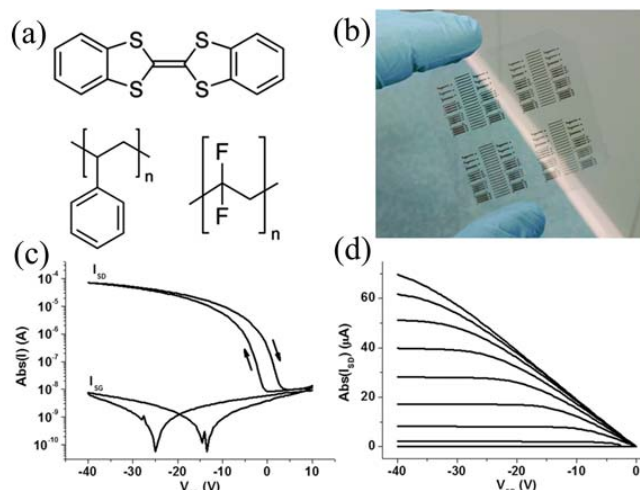 (a)
S S
S S
n
F
F
n
(b)
(c)
I_SD
I_SG
Abs(I) (A)
10⁻⁴
10⁻⁵
10⁻⁶
10⁻⁷
10⁻⁸
10⁻⁹
10⁻¹⁰
-40 -30 -20 -10 0 10
V (V)
(d)
Abs(I_SD) (µA)
60
40
20
0
-40 -30 -20 -10 0
V (V)